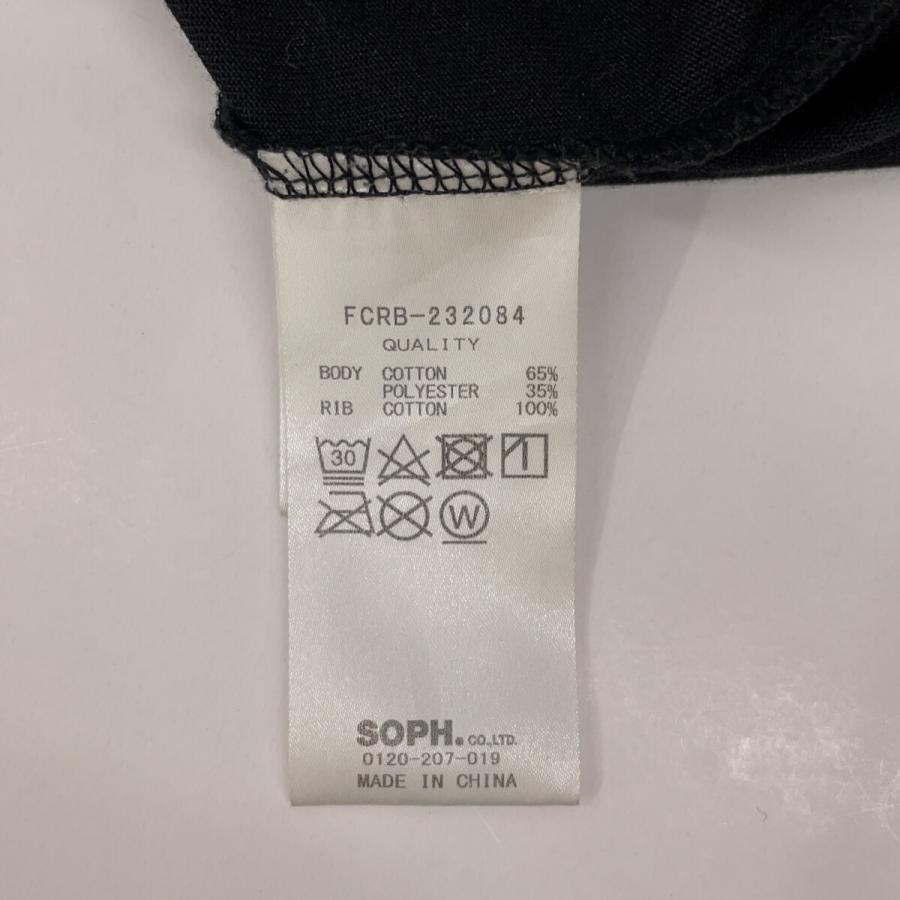 FCRB-232084
QUALITY
BODY COTTON 65%
POLYESTER 35%
RIB COTTON 100%
30
W
SOPH. CO.,LTD.
0120-207-019
MADE IN CHINA